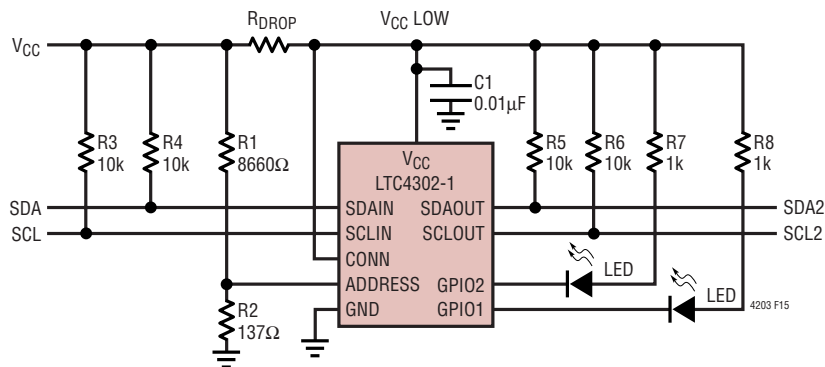 RDROP
VCC
VCC LOW
C1
0.01µF
R3
10k
R4
10k
R1
8660Ω
R5
10k
R6
10k
R7
1k
R8
1k
VCC
LTC4302-1
SDA
SDAIN
SDAOUT
SDA2
SCL
SCLIN
SCLOUT
SCL2
CONN
LED
ADDRESS
GPIO2
LED
GND
GPIO1
4203 F15
R2
137Ω